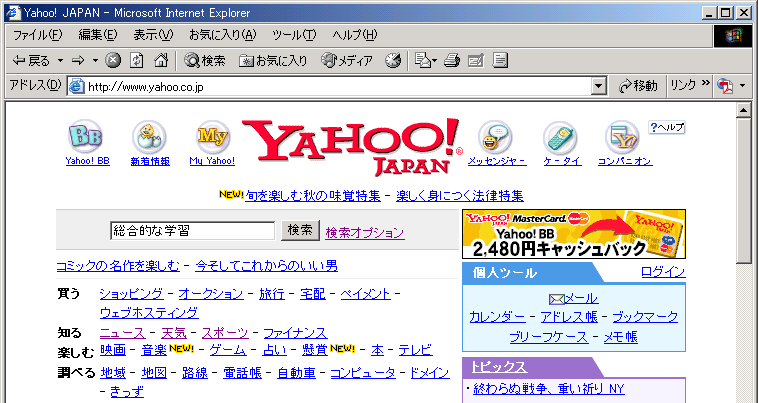 Yahoo! JAPAN - Microsoft Internet Explorer
ファイル(F) 編集(E) 表示(V) お気に入り(A) ツール(T) ヘルプ(H)
戻る 検索 お気に入り メディア
アドレス(D) http://www.yahoo.co.jp 移動 リンク »
BB My YAHOO! JAPAN ® ?ヘルプ
Yahoo! BB 新着情報 My Yahoo! メッセンジャー ケータイ コンパニオン
NEW! 旬を楽しむ秋の味覚特集 - 楽しく身につく法律特集
総合的な学習 検索 検索オプション
YAHOO! JAPAN MasterCard. MasterCard
Yahoo! BB
2,480円キャッシュバック
コミックの名作を楽しむ - 今そしてこれからのいい男
買う ショッピング - オークション - 旅行 - 宅配 - ペイメント -
ウェブホスティング
知る ニュース - 天気 - スポーツ - ファイナンス
楽しむ 映画 - 音楽 NEW! - ゲーム - 占い - 懸賞 NEW! - 本 - テレビ
調べる 地域 - 地図 - 路線 - 電話帳 - 自動車 - コンピュータ - ドメイン
- きっず
個人ツール ログイン
メール
カレンダー - アドレス帳 - ブックマーク
ブリーフケース - メモ帳
トピックス
・終わらぬ戦争、重い祈り NY